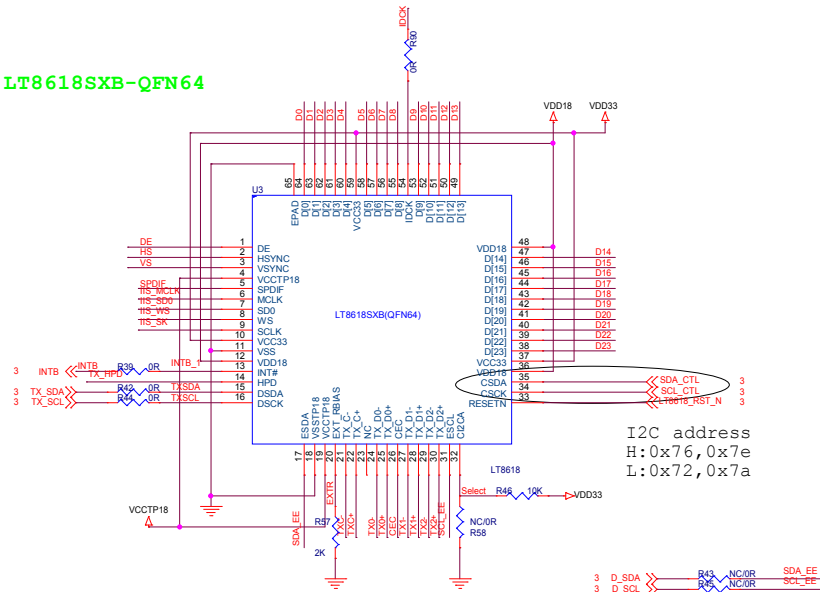 IDCK
R90
0R
LT8618SXB-QFN64
VDD18
VDD33
D0
D1
D2
D3
D4
D5
D6
D7
D8
D9
D10
D11
D12
D13
65
64
63
62
61
60
59
58
57
56
55
54
53
52
51
50
49
U3
EPAD
D[0]
D[1]
D[2]
D[3]
D[4]
VCC33
D[5]
D[6]
D[7]
D[8]
IDCK
D[9]
D[10]
D[11]
D[12]
D[13]
DE 1 DE
HS 2 HSYNC
VS 3 VSYNC
4 VCCTP18
SPDIF 5 SPDIF
IIS_MCLK 6 MCLK
IIS_SD0 7 SD0
IIS_WS 8 WS
IIS_SK 9 SCLK
10 VCC33
11 VSS
12 VDD18
3 INTB INTB R39 0R INTB_1 13 INT#
TX_HPD 14 HPD
3 TX_SDA R42 0R TXSDA 15 DSDA
3 TX_SCL R44 0R TXSCL 16 DSCK
LT8618SXB(QFN64)
VDD18 48
D[14] 47 D14
D[15] 46 D15
D[16] 45 D16
D[17] 44 D17
D[18] 43 D18
D[19] 42 D19
D[20] 41 D20
D[21] 40 D21
D[22] 39 D22
D[23] 38 D23
VCC33 37
VDD18 36
CSDA 35 SDA_CTL 3
CSCK 34 SCL_CTL 3
RESETN 33 LT8618_RST_N 3
ESDA
VSSTP18
VCCTP18
EXT_RBIAS
TX_C-
TX_C+
NC
TX_D0-
TX_D0+
CEC
TX_D1-
TX_D1+
TX_D2-
TX_D2+
ESCL
CI2CA
17
18
19
20
21
22
23
24
25
26
27
28
29
30
31
32
I2C address
H:0x76,0x7e
L:0x72,0x7a
LT8618
Select R46 10K VDD33
VCCTP18
SDA_EE
EXTR
R57
2K
TXC-
TXC+
TX0-
TX0+
CEC
TX1-
TX1+
TX2-
TX2+
SCL_EE
NC/0R
R58
3 D_SDA R43 NC/0R SDA_EE
3 D_SCL R45 NC/0R SCL_EE